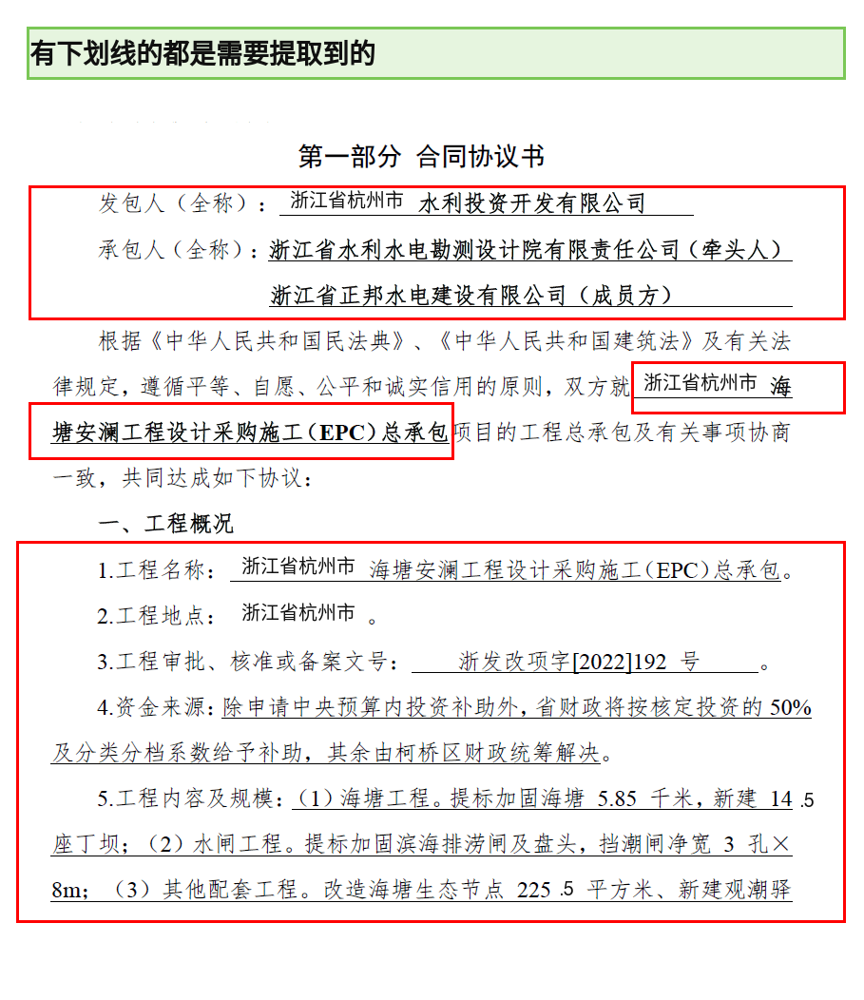 有下划线的都是需要提取到的
第一部分 合同协议书
发包人（全称）： 浙江省杭州市 水利投资开发有限公司
承包人（全称）：浙江省水利水电勘测设计院有限责任公司（牵头人）
浙江省正邦水电建设有限公司（成员方）
根据《中华人民共和国民法典》、《中华人民共和国建筑法》及有关法
律规定，遵循平等、自愿、公平和诚实信用的原则，双方就 浙江省杭州市 海
塘安澜工程设计采购施工（EPC）总承包项目的工程总承包及有关事项协商
一致，共同达成如下协议：
一、工程概况
1.工程名称： 浙江省杭州市 海塘安澜工程设计采购施工（EPC）总承包。
2.工程地点： 浙江省杭州市 。
3.工程审批、核准或备案文号： 浙发改项字[2022]192 号 。
4.资金来源：除申请中央预算内投资补助外，省财政将按核定投资的 50%
及分类分档系数给予补助，其余由柯桥区财政统筹解决。
5.工程内容及规模：（1）海塘工程。提标加固海塘 5.85 千米，新建 14 .5
座丁坝；（2）水闸工程。提标加固滨海排涝闸及盘头，挡潮闸净宽 3 孔×
8m；（3）其他配套工程。改造海塘生态节点 225 .5 平方米、新建观潮驿